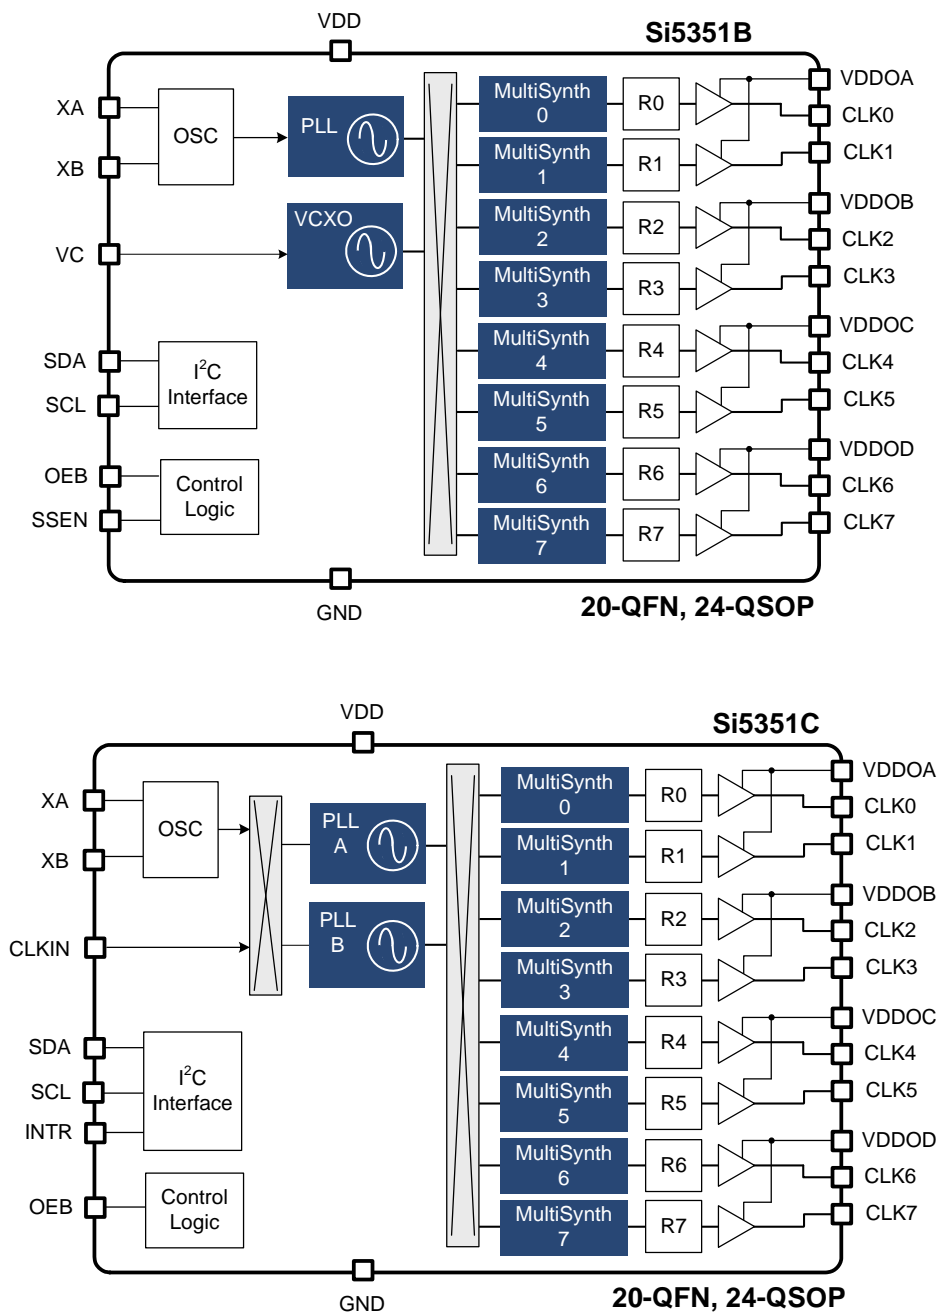 VDD
Si5351B
XA
XB
VC
SDA
SCL
OEB
SSEN
OSC
PLL
VCXO
I²C
Interface
Control
Logic
MultiSynth
0
R0
MultiSynth
1
R1
MultiSynth
2
R2
MultiSynth
3
R3
MultiSynth
4
R4
MultiSynth
5
R5
MultiSynth
6
R6
MultiSynth
7
R7
VDDOA
CLK0
CLK1
VDDOB
CLK2
CLK3
VDDOC
CLK4
CLK5
VDDOD
CLK6
CLK7
GND
20-QFN, 24-QSOP
VDD
Si5351C
XA
XB
CLKIN
SDA
SCL
INTR
OEB
OSC
PLL
A
PLL
B
I²C
Interface
Control
Logic
MultiSynth
0
R0
MultiSynth
1
R1
MultiSynth
2
R2
MultiSynth
3
R3
MultiSynth
4
R4
MultiSynth
5
R5
MultiSynth
6
R6
MultiSynth
7
R7
VDDOA
CLK0
CLK1
VDDOB
CLK2
CLK3
VDDOC
CLK4
CLK5
VDDOD
CLK6
CLK7
GND
20-QFN, 24-QSOP